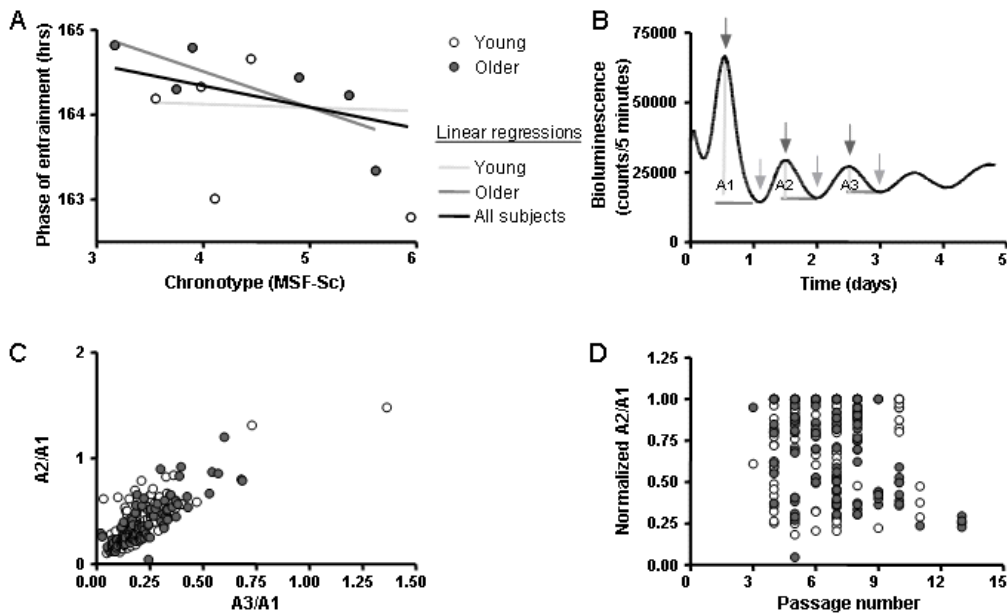 A
Phase of entrainment (hrs)
165
164
163
3 4 5 6
Chronotype (MSF-Sc)
Young
Older
Linear regressions
Young
Older
All subjects
B
Bioluminescence
(counts/5 minutes)
75000
50000
25000
0
A1 A2 A3
0 1 2 3 4 5
Time (days)
C
A2/A1
2
1
0
0.00 0.25 0.50 0.75 1.00 1.25 1.50
A3/A1
D
Normalized A2/A1
1.25
1.00
0.75
0.50
0.25
0.00
0 3 6 9 12 15
Passage number